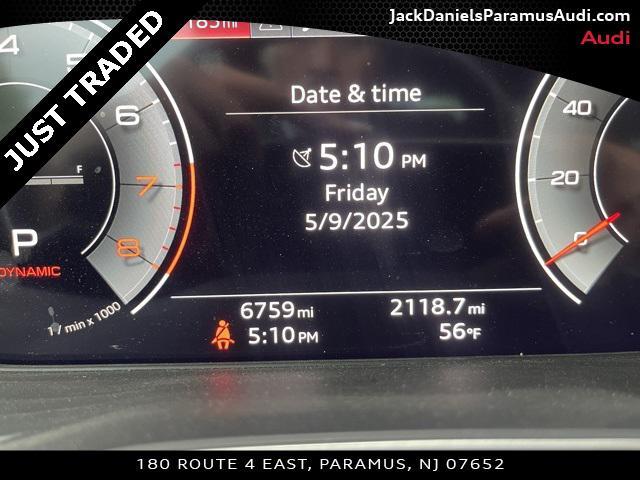 JackDanielsParamusAudi.com
Audi
JUST TRADED
Date & time
5:10 PM
Friday
5/9/2025
4
5
6
7
8
F
P
DYNAMIC
1 / min x 1000
40
20
0
6759 mi
2118.7 mi
5:10 PM
56°F
180 ROUTE 4 EAST, PARAMUS, NJ 07652